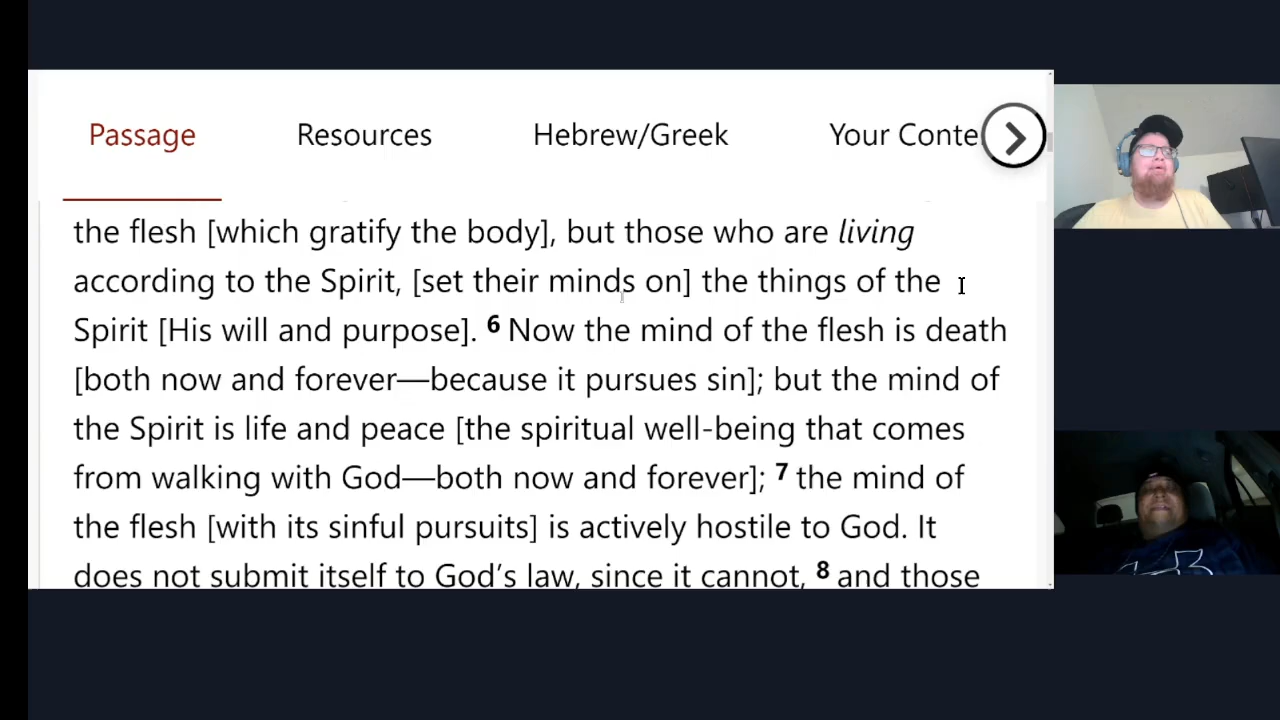 Passage Resources Hebrew/Greek Your Conte
the flesh [which gratify the body], but those who are living
according to the Spirit, [set their minds on] the things of the
Spirit [His will and purpose]. 6 Now the mind of the flesh is death
[both now and forever—because it pursues sin]; but the mind of
the Spirit is life and peace [the spiritual well-being that comes
from walking with God—both now and forever]; 7 the mind of
the flesh [with its sinful pursuits] is actively hostile to God. It
does not submit itself to God’s law, since it cannot, 8 and those